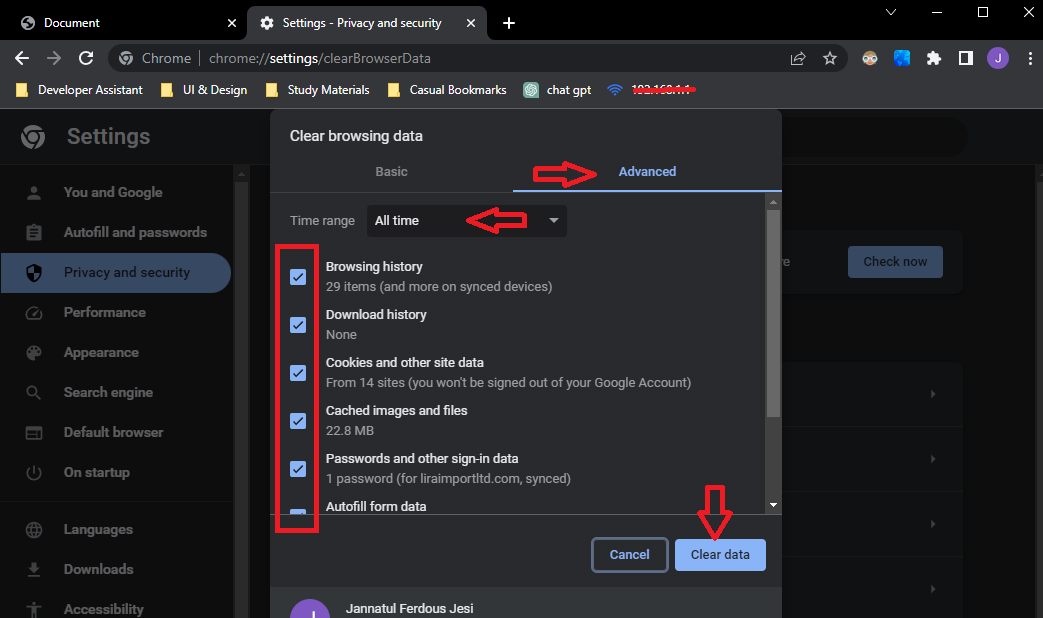 Document
Settings - Privacy and security
Chrome
chrome://settings/clearBrowserData
J
Developer Assistant
UI & Design
Study Materials
Casual Bookmarks
chat gpt
Settings
You and Google
Autofill and passwords
Privacy and security
Performance
Appearance
Search engine
Default browser
On startup
Languages
Downloads
Accessibility
Check now
Clear browsing data
Basic
Advanced
Time range
All time
Browsing history
29 items (and more on synced devices)
Download history
None
Cookies and other site data
From 14 sites (you won't be signed out of your Google Account)
Cached images and files
22.8 MB
Passwords and other sign-in data
1 password (for liraimportltd.com, synced)
Autofill form data
Cancel
Clear data
J
Jannatul Ferdous Jesi